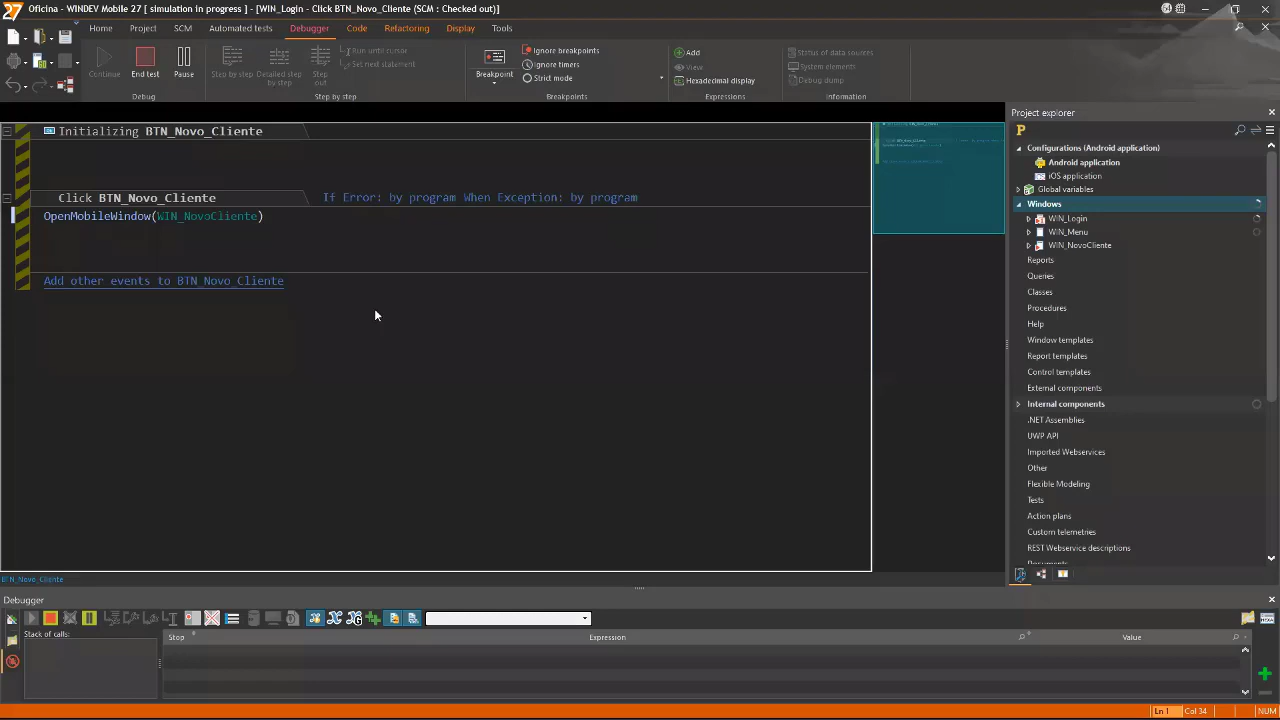 27 Oficina - WINDEV Mobile 27 [ simulation in progress ] - [WIN_Login - Click BTN_Novo_Cliente (SCM : Checked out)]
Home Project SCM Automated tests Debugger Code Refactoring Display Tools
Continue End test Pause Step by step Detailed step by step Step out Run until cursor Set next statement
Breakpoint Ignore breakpoints Ignore timers Strict mode
Add View Hexadecimal display
Status of data sources System elements Debug dump
Debug Step by step Breakpoints Expressions Information
Initializing BTN_Novo_Cliente
Click BTN_Novo_Cliente If Error: by program When Exception: by program
OpenMobileWindow(WIN_NovoCliente)
Add other events to BTN_Novo_Cliente
BTN_Novo_Cliente
Project explorer
Configurations (Android application)
Android application
iOS application
Global variables
Windows
WIN_Login
WIN_Menu
WIN_NovoCliente
Reports
Queries
Classes
Procedures
Help
Window templates
Report templates
Control templates
External components
Internal components
.NET Assemblies
UWP API
Imported Webservices
Other
Flexible Modeling
Tests
Action plans
Custom telemetries
REST Webservice descriptions
Debugger
Stack of calls:
Stop Expression Value
Ln 1 Col 34 NUM